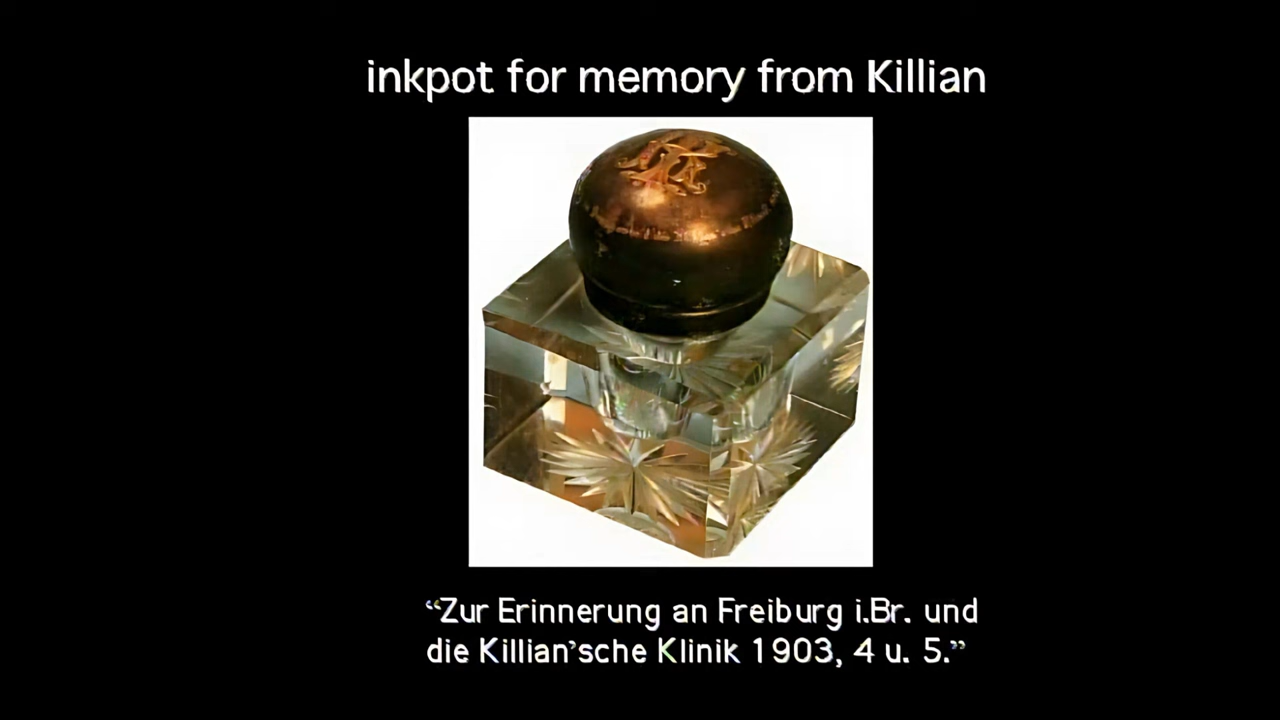 inkpot for memory from Killian
“Zur Erinnerung an Freiburg i.Br. und
die Killian’sche Klinik 1903, 4 u. 5.”